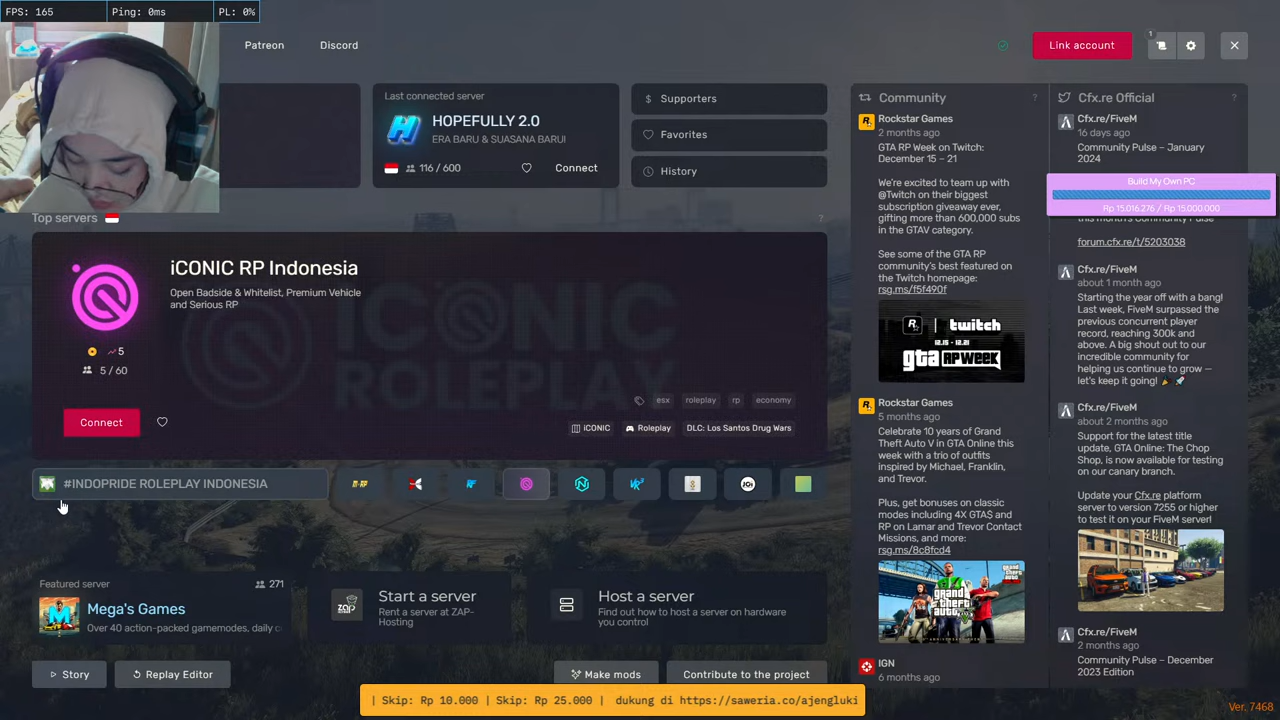 FPS: 165
Ping: 0ms
PL: 0%
Patreon
Discord
Link account
1
Last connected server
HOPEFULLY 2.0
ERA BARU & SUASANA BARU!
116 / 600
Connect
$ Supporters
Favorites
History
Top servers
?
iCONIC RP Indonesia
Open Badside & Whitelist, Premium Vehicle
and Serious RP
iCONIC
ROLEPLAY
5
5 / 60
Connect
esx
roleplay
rp
economy
iCONIC
Roleplay
DLC: Los Santos Drug Wars
#INDOPRIDE ROLEPLAY INDONESIA
Featured server
271
Mega's Games
Over 40 action-packed gamemodes, daily c
ZAP
Start a server
Rent a server at ZAP-
Hosting
Host a server
Find out how to host a server on hardware
you control
Story
Replay Editor
Make mods
Contribute to the project
Community
?
Rockstar Games
2 months ago
GTA RP Week on Twitch:
December 15 – 21
We're excited to team up with
@Twitch on their biggest
subscription giveaway ever,
gifting more than 600,000 subs
in the GTAV category.
See some of the GTA RP
community's best featured
on the Twitch homepage:
rsg.ms/f5f490f
twitch
12.15 - 12.21
gta RP WEEK
Rockstar Games
5 months ago
Celebrate 10 years of Grand
Theft Auto V in GTA Online this
week with a trio of outfits
inspired by Michael, Franklin,
and Trevor.
Plus, get bonuses on classic
modes including 4X GTA$ and
RP on Lamar and Trevor Contact
Missions, and more:
rsg.ms/8c8fcd4
IGN
6 months ago
Cfx.re Official
?
Cfx.re/FiveM
16 days ago
Community Pulse – January
2024
Build My Own PC
Rp 15.016.276 / Rp 15.000.000
this month's Community Pulse
forum.cfx.re/t/5203038
Cfx.re/FiveM
about 1 month ago
Starting the year off with a bang!
Last week, FiveM surpassed the
previous concurrent player
record, reaching 300k and
above. A big shout out to our
incredible community for
helping us continue to grow —
let's keep it going!
Cfx.re/FiveM
about 2 months ago
Support for the latest title
update, GTA Online: The Chop
Shop, is now available for testing
on our canary branch.
Update your Cfx.re platform
server to version 7255 or higher
to test it on your FiveM server!
Cfx.re/FiveM
2 months ago
Community Pulse – December
2023 Edition
| Skip: Rp 10.000 | Skip: Rp 25.000 | dukung di https://saweria.co/ajengluki
Ver. 7468